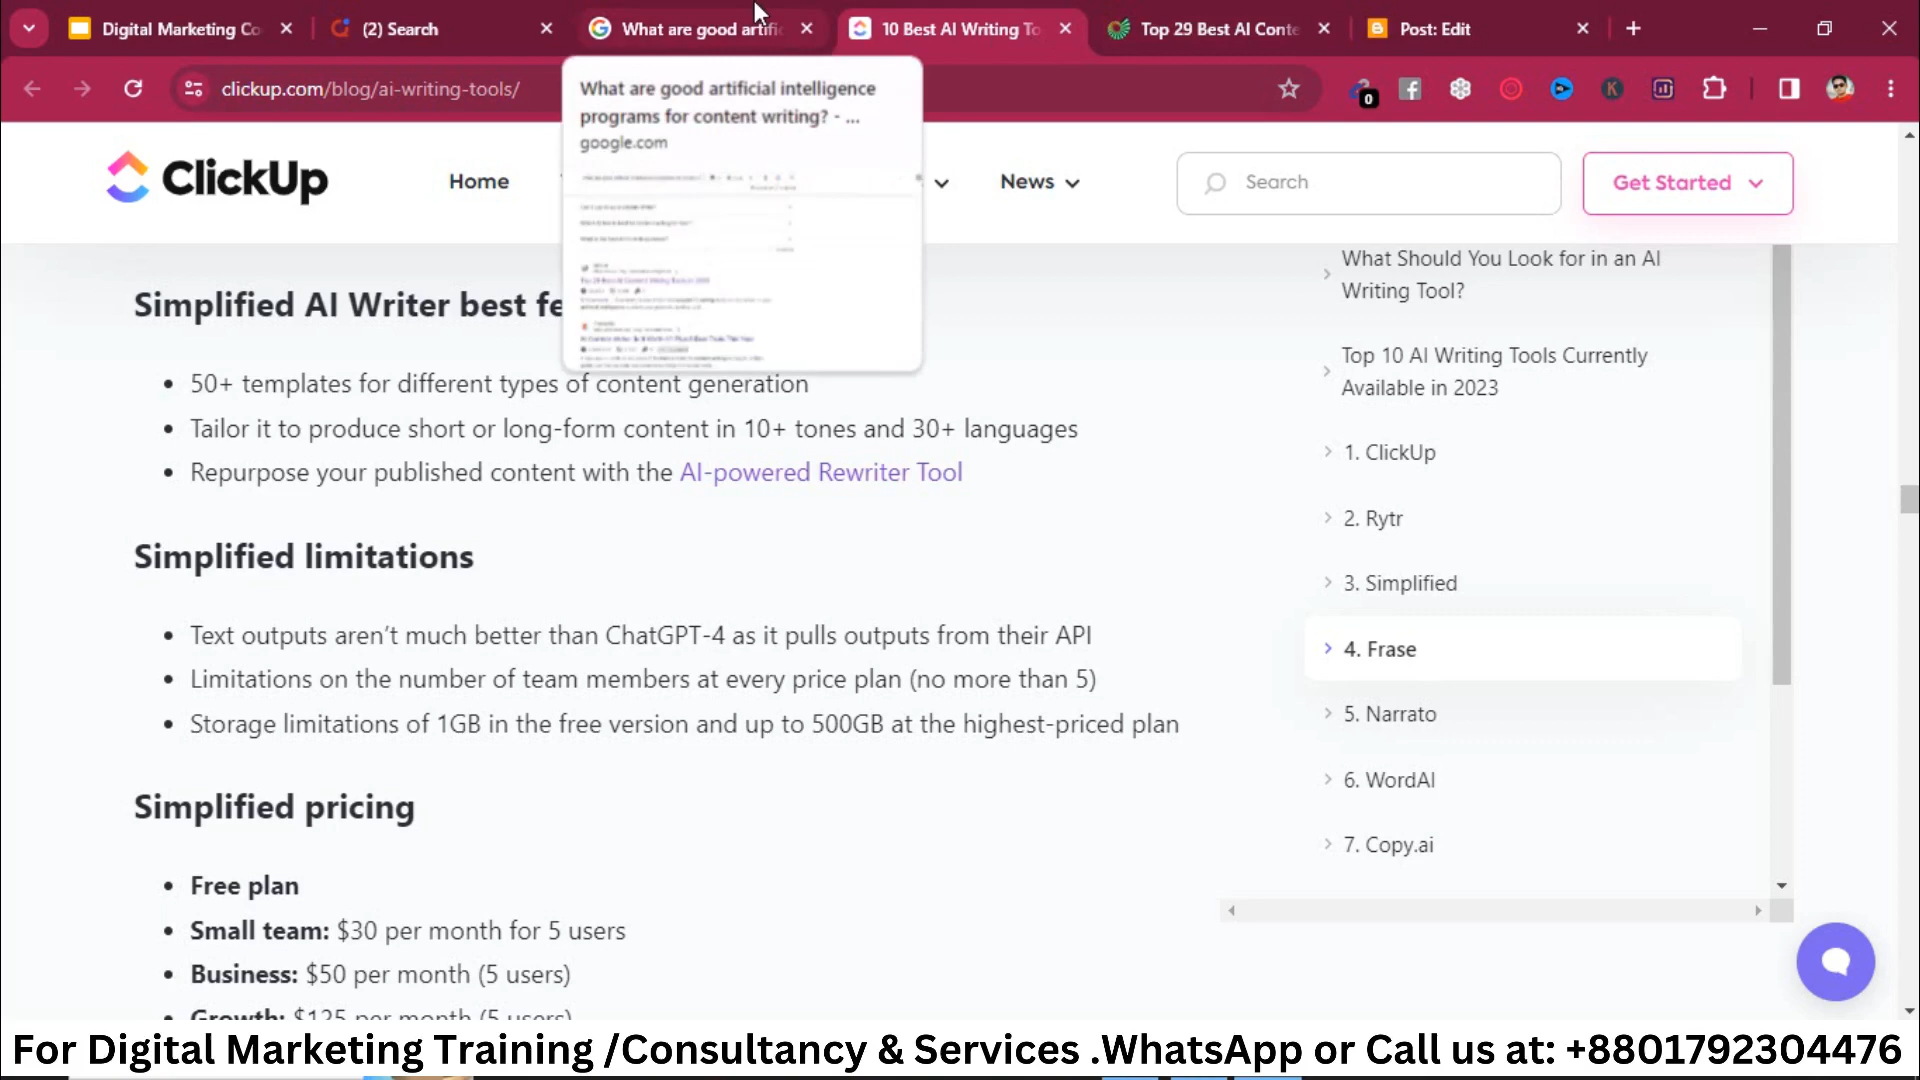 Digital Marketing Co
(2) Search
What are good artific
10 Best AI Writing To
Top 29 Best AI Conte
Post: Edit
clickup.com/blog/ai-writing-tools/
0
What are good artificial intelligence
programs for content writing? - ...
google.com
ClickUp
Home
News
Search
Get Started
Simplified AI Writer best fe
50+ templates for different types of content generation
Tailor it to produce short or long-form content in 10+ tones and 30+ languages
Repurpose your published content with the AI-powered Rewriter Tool
Simplified limitations
Text outputs aren’t much better than ChatGPT-4 as it pulls outputs from their API
Limitations on the number of team members at every price plan (no more than 5)
Storage limitations of 1GB in the free version and up to 500GB at the highest-priced plan
Simplified pricing
Free plan
Small team: $30 per month for 5 users
Business: $50 per month (5 users)
Growth: $125 per month (5 users)
What Should You Look for in an AI
Writing Tool?
Top 10 AI Writing Tools Currently
Available in 2023
1. ClickUp
2. Rytr
3. Simplified
4. Frase
5. Narrato
6. WordAI
7. Copy.ai
For Digital Marketing Training /Consultancy & Services .WhatsApp or Call us at: +8801792304476